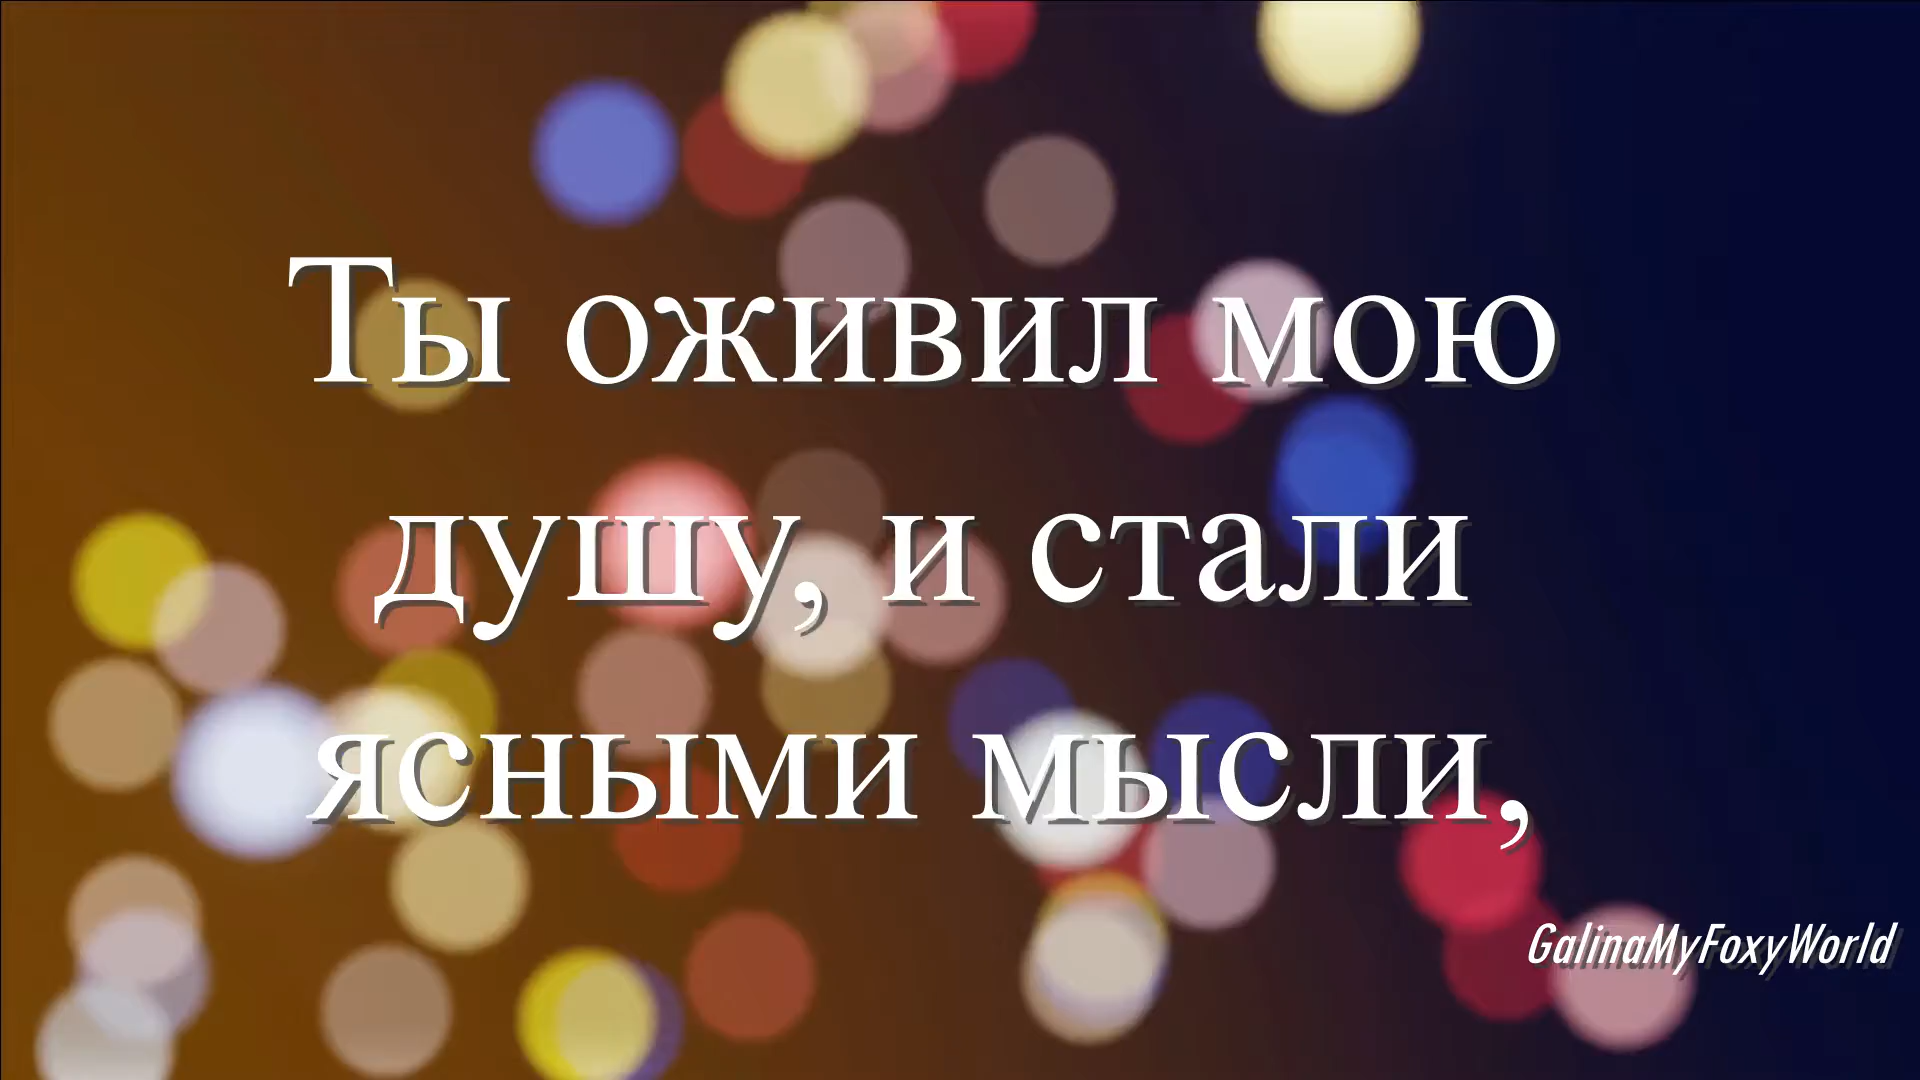 Ты оживил мою
душу, и стали
ясными мысли,
GalinaMyFoxyWorld